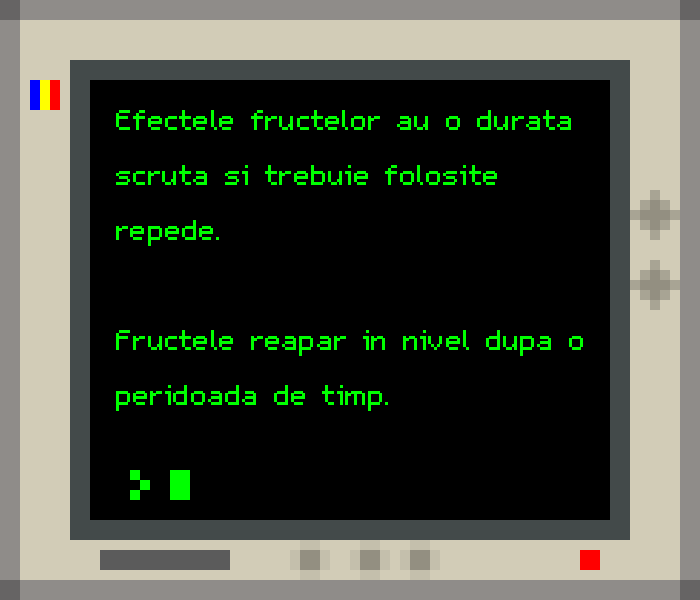 Efectele fructelor au o durata
scruta si trebuie folosite
repede.
Fructele reapar in nivel dupa o
peridoada de timp.
>